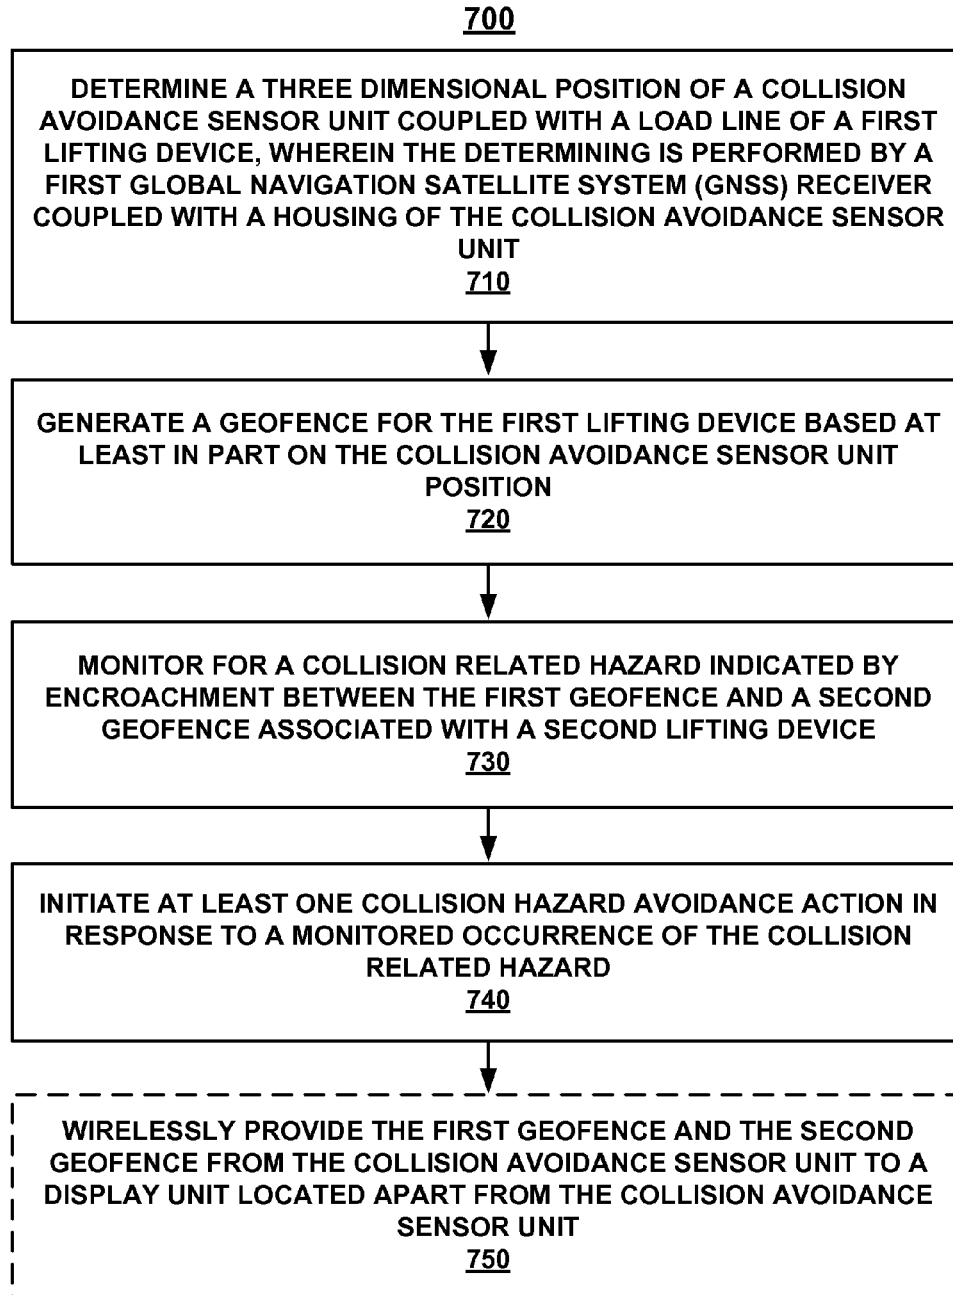 700
DETERMINE A THREE DIMENSIONAL POSITION OF A COLLISION
AVOIDANCE SENSOR UNIT COUPLED WITH A LOAD LINE OF A FIRST
LIFTING DEVICE, WHEREIN THE DETERMINING IS PERFORMED BY A
FIRST GLOBAL NAVIGATION SATELLITE SYSTEM (GNSS) RECEIVER
COUPLED WITH A HOUSING OF THE COLLISION AVOIDANCE SENSOR
UNIT
710
GENERATE A GEOFENCE FOR THE FIRST LIFTING DEVICE BASED AT
LEAST IN PART ON THE COLLISION AVOIDANCE SENSOR UNIT
POSITION
720
MONITOR FOR A COLLISION RELATED HAZARD INDICATED BY
ENCROACHMENT BETWEEN THE FIRST GEOFENCE AND A SECOND
GEOFENCE ASSOCIATED WITH A SECOND LIFTING DEVICE
730
INITIATE AT LEAST ONE COLLISION HAZARD AVOIDANCE ACTION IN
RESPONSE TO A MONITORED OCCURRENCE OF THE COLLISION
RELATED HAZARD
740
WIRELESSLY PROVIDE THE FIRST GEOFENCE AND THE SECOND
GEOFENCE FROM THE COLLISION AVOIDANCE SENSOR UNIT TO A
DISPLAY UNIT LOCATED APART FROM THE COLLISION AVOIDANCE
SENSOR UNIT
750